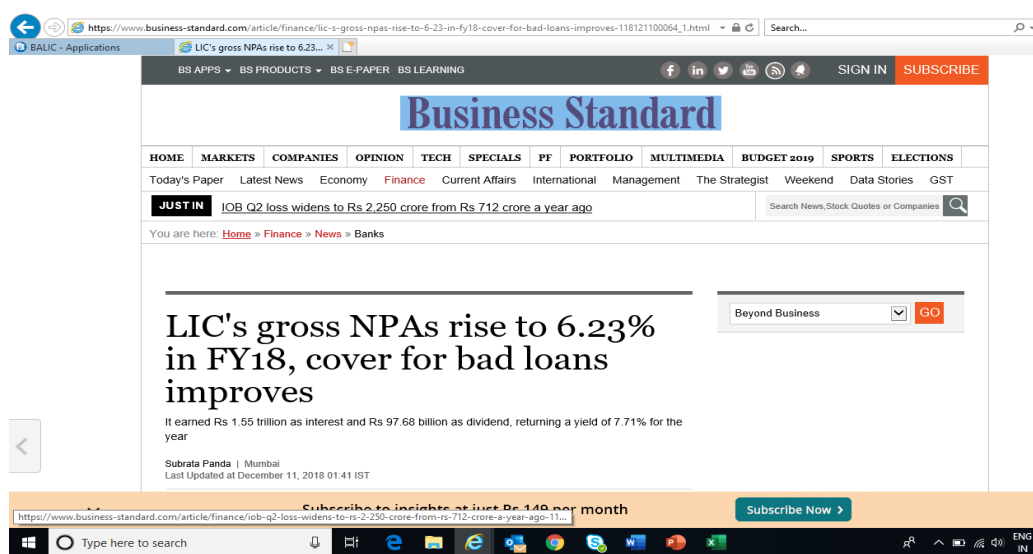 https://www.business-standard.com/article/finance/lic-s-gross-npas-rise-to-6-23-in-fy18-cover-for-bad-loans-improves-118121100064_1.html Search...
BALIC - Applications LIC's gross NPAs rise to 6.23...
BS APPS BS PRODUCTS BS E-PAPER BS LEARNING SIGN IN SUBSCRIBE
Business Standard
HOME MARKETS COMPANIES OPINION TECH SPECIALS PF PORTFOLIO MULTIMEDIA BUDGET 2019 SPORTS ELECTIONS
Today's Paper Latest News Economy Finance Current Affairs International Management The Strategist Weekend Data Stories GST
JUST IN IOB Q2 loss widens to Rs 2,250 crore from Rs 712 crore a year ago Search News,Stock Quotes or Companies
You are here: Home » Finance » News » Banks
LIC's gross NPAs rise to 6.23%
in FY18, cover for bad loans
improves
Beyond Business GO
It earned Rs 1.55 trillion as interest and Rs 97.68 billion as dividend, returning a yield of 7.71% for the
year
Subrata Panda | Mumbai
Last Updated at December 11, 2018 01:41 IST
Subscribe to insights at just Rs 149 per month Subscribe Now >
https://www.business-standard.com/article/finance/iob-q2-loss-widens-to-rs-2-250-crore-from-rs-712-crore-a-year-ago-11...
Type here to search ENG
IN